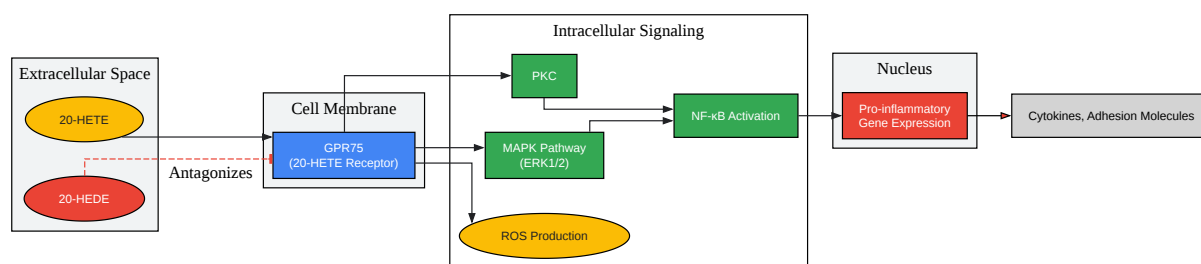 Extracellular Space
20-HETE
20-HEDE
Antagonizes
Cell Membrane
GPR75
(20-HETE Receptor)
Intracellular Signaling
PKC
MAPK Pathway
(ERK1/2)
ROS Production
NF-κB Activation
Nucleus
Pro-inflammatory
Gene Expression
Cytokines, Adhesion Molecules